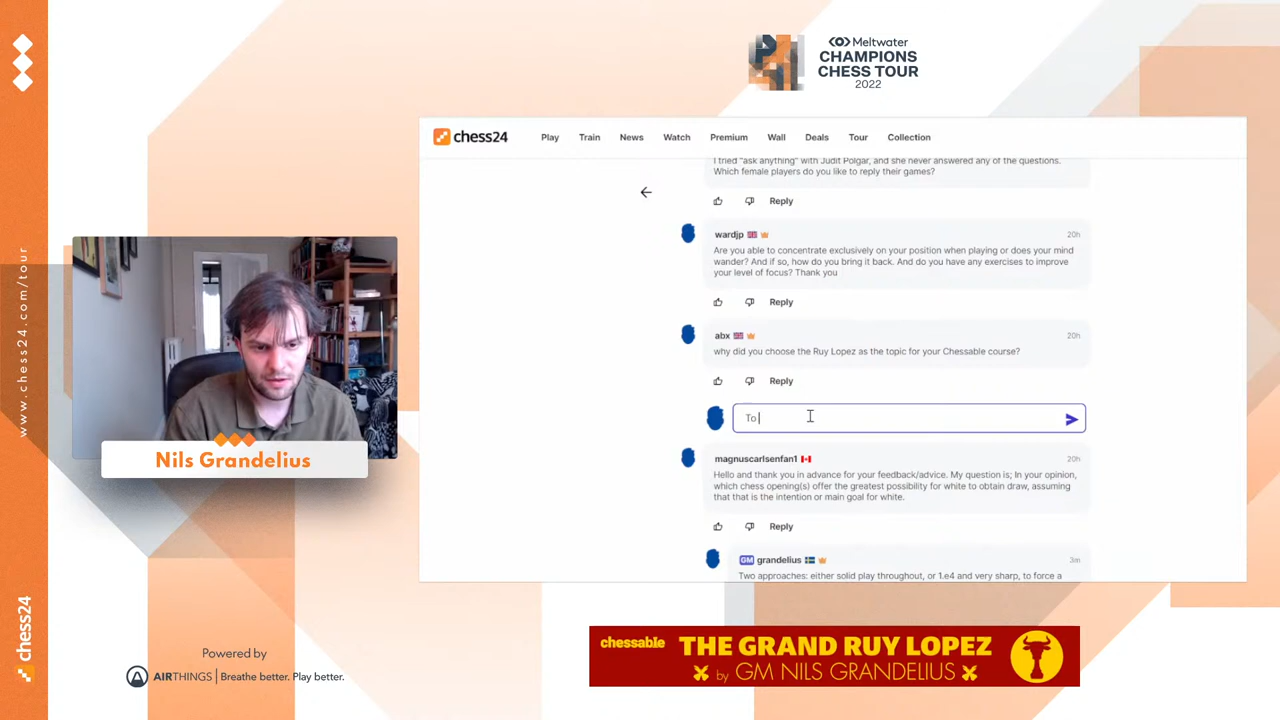 www.chess24.com/tour
chess24
Meltwater
CHAMPIONS
CHESS TOUR
2022
chess24
Play
Train
News
Watch
Premium
Wall
Deals
Tour
Collection
I tried "ask anything" with Judit Polgar, and she never answered any of the questions.
Which female players do you like to reply their games?
Reply
wardjp
20h
Are you able to concentrate exclusively on your position when playing or does your mind
wander? And if so, how do you bring it back. And do you have any exercises to improve
your level of focus? Thank you
Reply
abx
20h
why did you choose the Ruy Lopez as the topic for your Chessable course?
Reply
To
magnuscarlsenfan1
20h
Hello and thank you in advance for your feedback/advice. My question is; In your opinion,
which chess opening(s) offer the greatest possibility for white to obtain draw, assuming
that that is the intention or main goal for white.
Reply
GM grandelius
3m
Two approaches: either solid play throughout, or 1.e4 and very sharp, to force a
Nils Grandelius
Powered by
AIRTHINGS | Breathe better. Play better.
chessable
THE GRAND RUY LOPEZ
by GM NILS GRANDELIUS